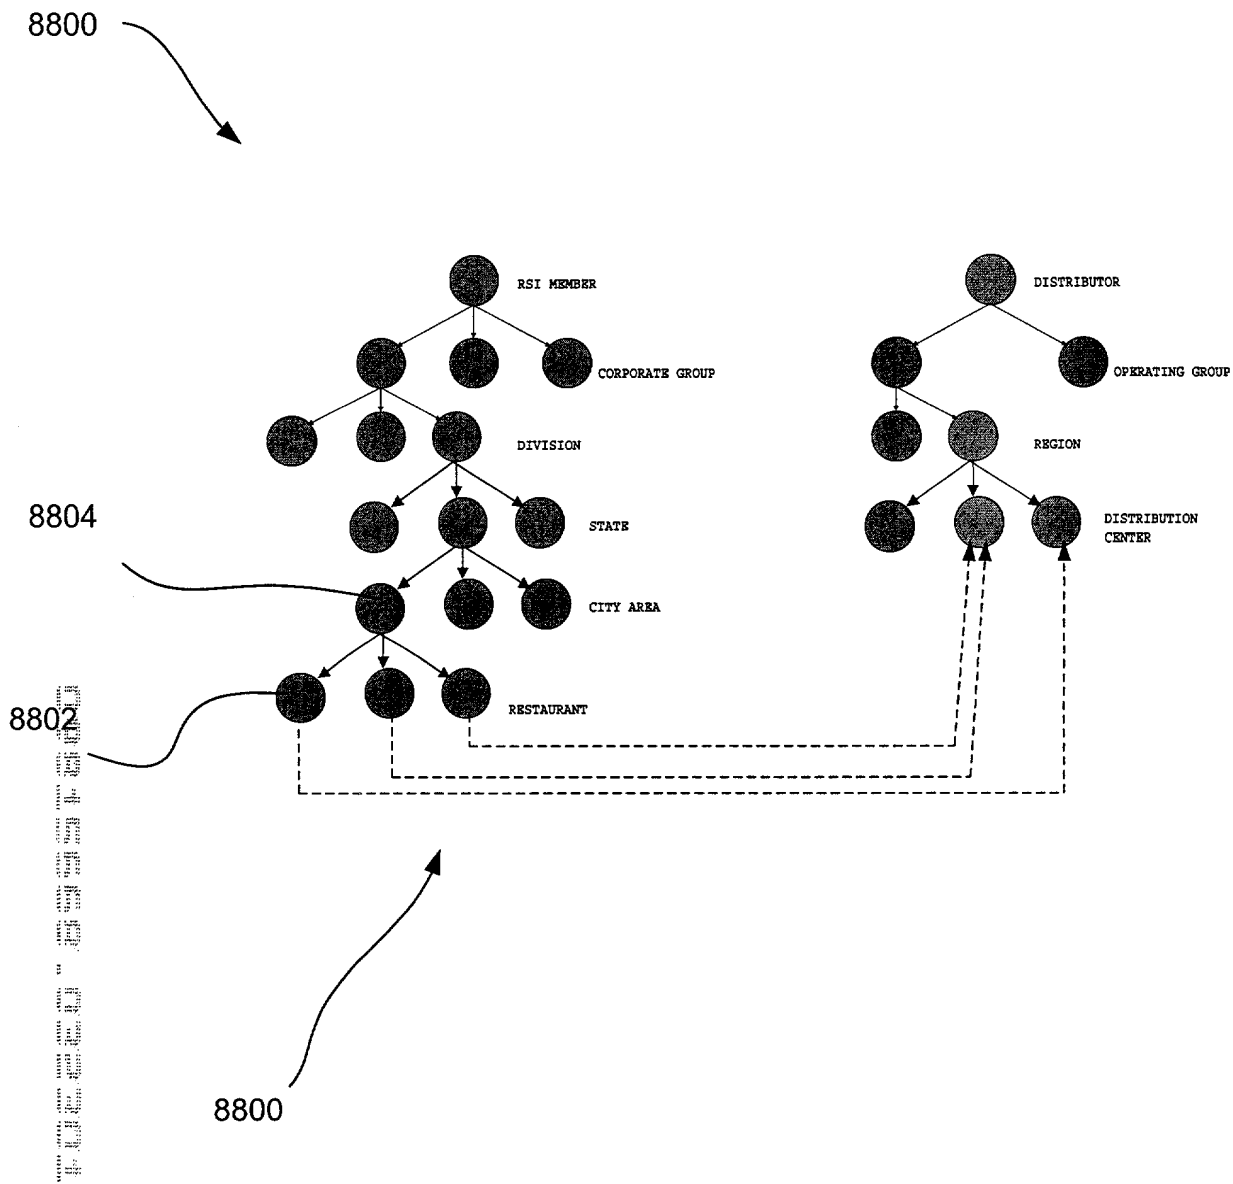 8800
RSI MEMBER
DISTRIBUTOR
CORPORATE GROUP
OPERATING GROUP
DIVISION
REGION
8804
STATE
DISTRIBUTION
CENTER
CITY AREA
8802
RESTAURANT
8800